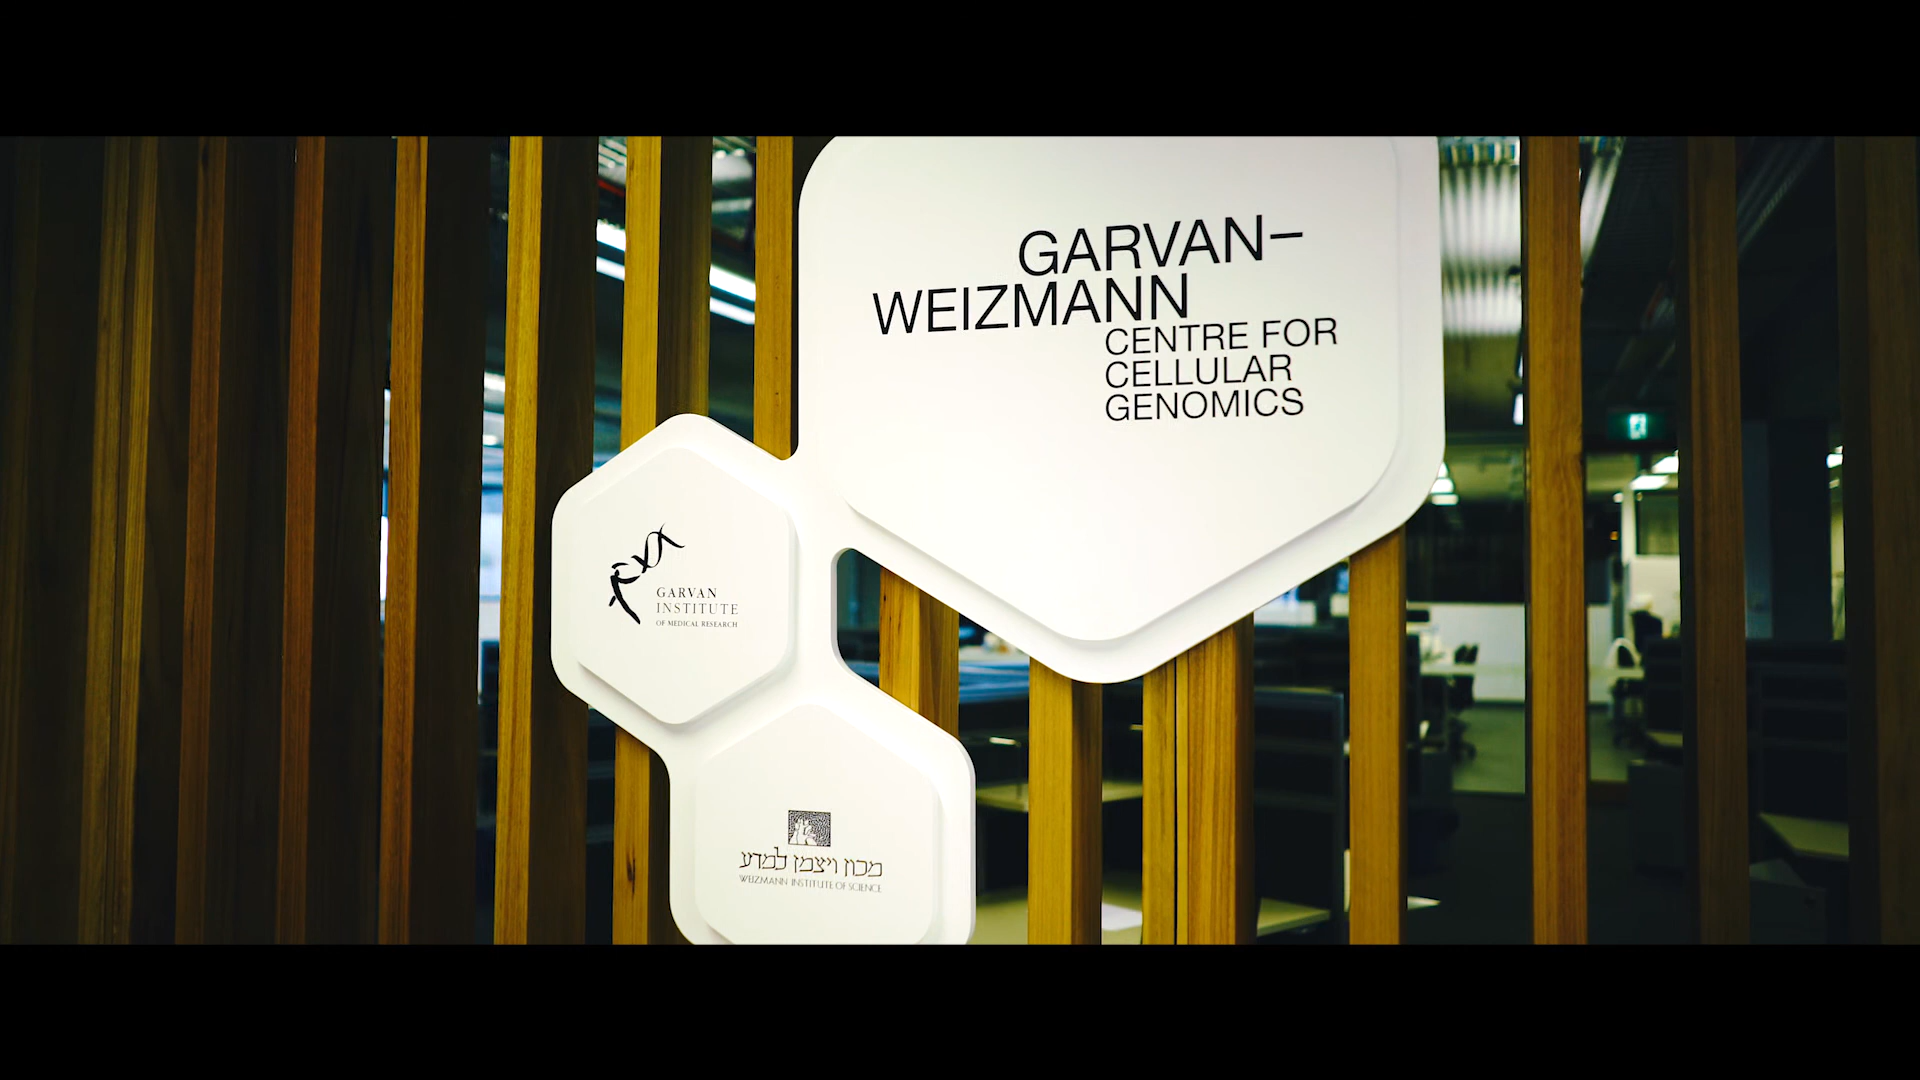 GARVAN–
WEIZMANN
CENTRE FOR
CELLULAR
GENOMICS
GARVAN
INSTITUTE
OF MEDICAL RESEARCH
מכון ויצמן למדע
WEIZMANN INSTITUTE OF SCIENCE